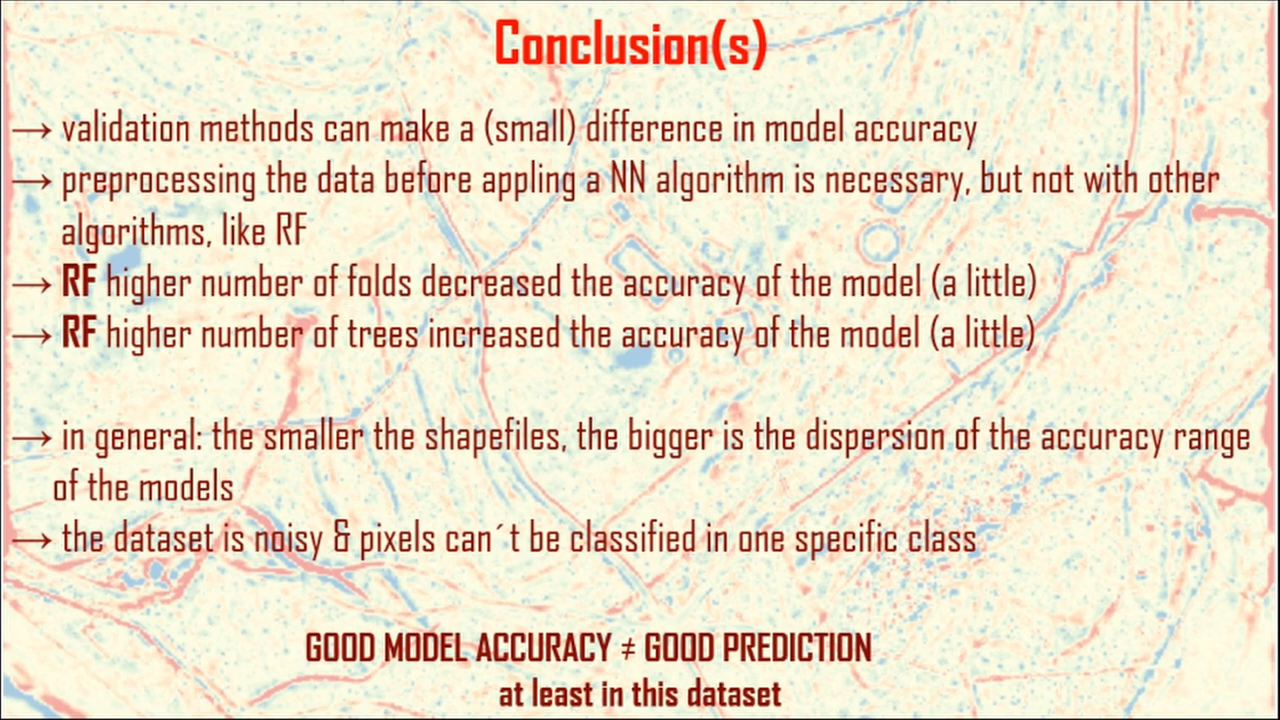 Conclusion(s)
→ validation methods can make a (small) difference in model accuracy
→ preprocessing the data before appling a NN algorithm is necessary, but not with other
algorithms, like RF
→ RF higher number of folds decreased the accuracy of the model (a little)
→ RF higher number of trees increased the accuracy of the model (a little)
→ in general: the smaller the shapefiles, the bigger is the dispersion of the accuracy range
of the models
→ the dataset is noisy & pixels can´t be classified in one specific class
GOOD MODEL ACCURACY ≠ GOOD PREDICTION
at least in this dataset